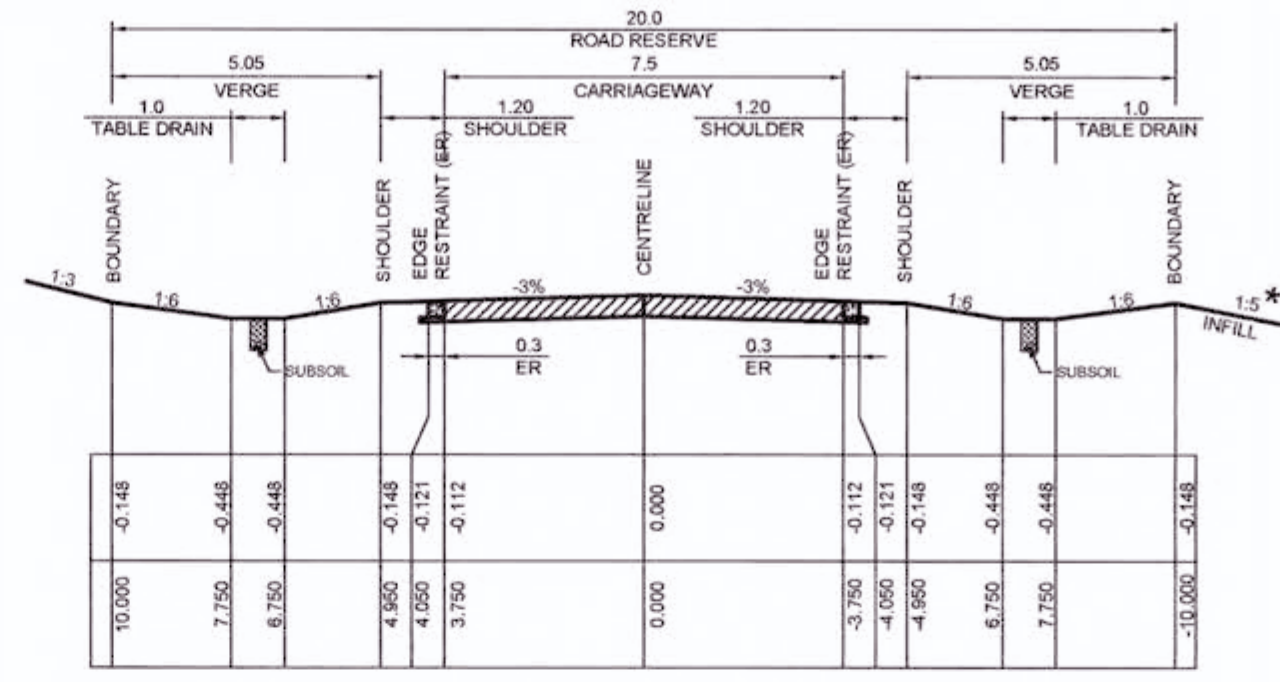 20.0
ROAD RESERVE
5.05
VERGE
7.5
CARRIAGEWAY
5.05
VERGE
1.0
TABLE DRAIN
1.20
SHOULDER
1.20
SHOULDER
1.0
TABLE DRAIN
BOUNDARY
SHOULDER
EDGE
RESTRAINT (ER)
CENTRELINE
EDGE
RESTRAINT (ER)
SHOULDER
BOUNDARY
1:3
1:6
1:6
-3%
-3%
1:6
1:6
1:5 *
INFILL
0.3
ER
0.3
ER
SUBSOIL
SUBSOIL
-0.148 -0.448 -0.448 -0.148 -0.121 -0.112 0.000 -0.112 -0.121 -0.148 -0.448 -0.448 -0.148
10.000 7.750 6.750 4.950 4.050 3.750 0.000 -3.750 -4.050 -4.950 6.750 7.750 -10.000